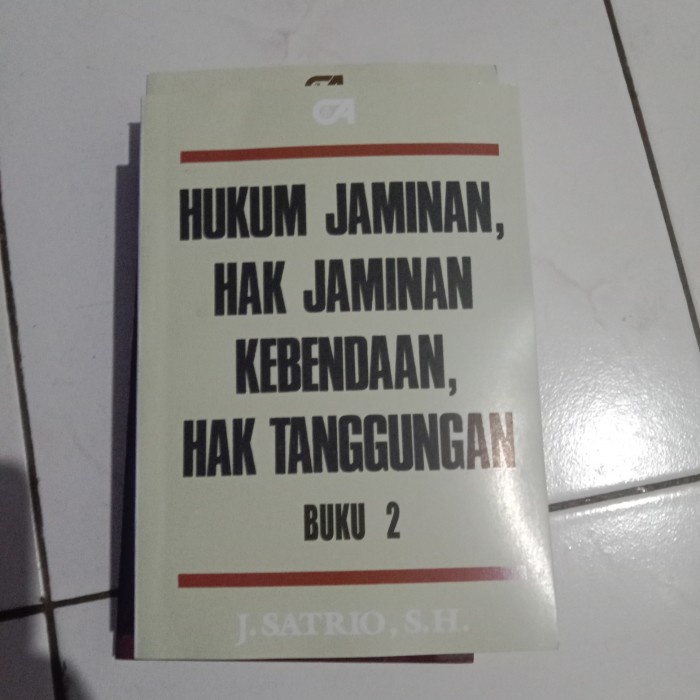 HUKUM JAMINAN,
HAK JAMINAN
KEBENDAAN,
HAK TANGGUNGAN
BUKU 2
J. SATRIO, S.H.